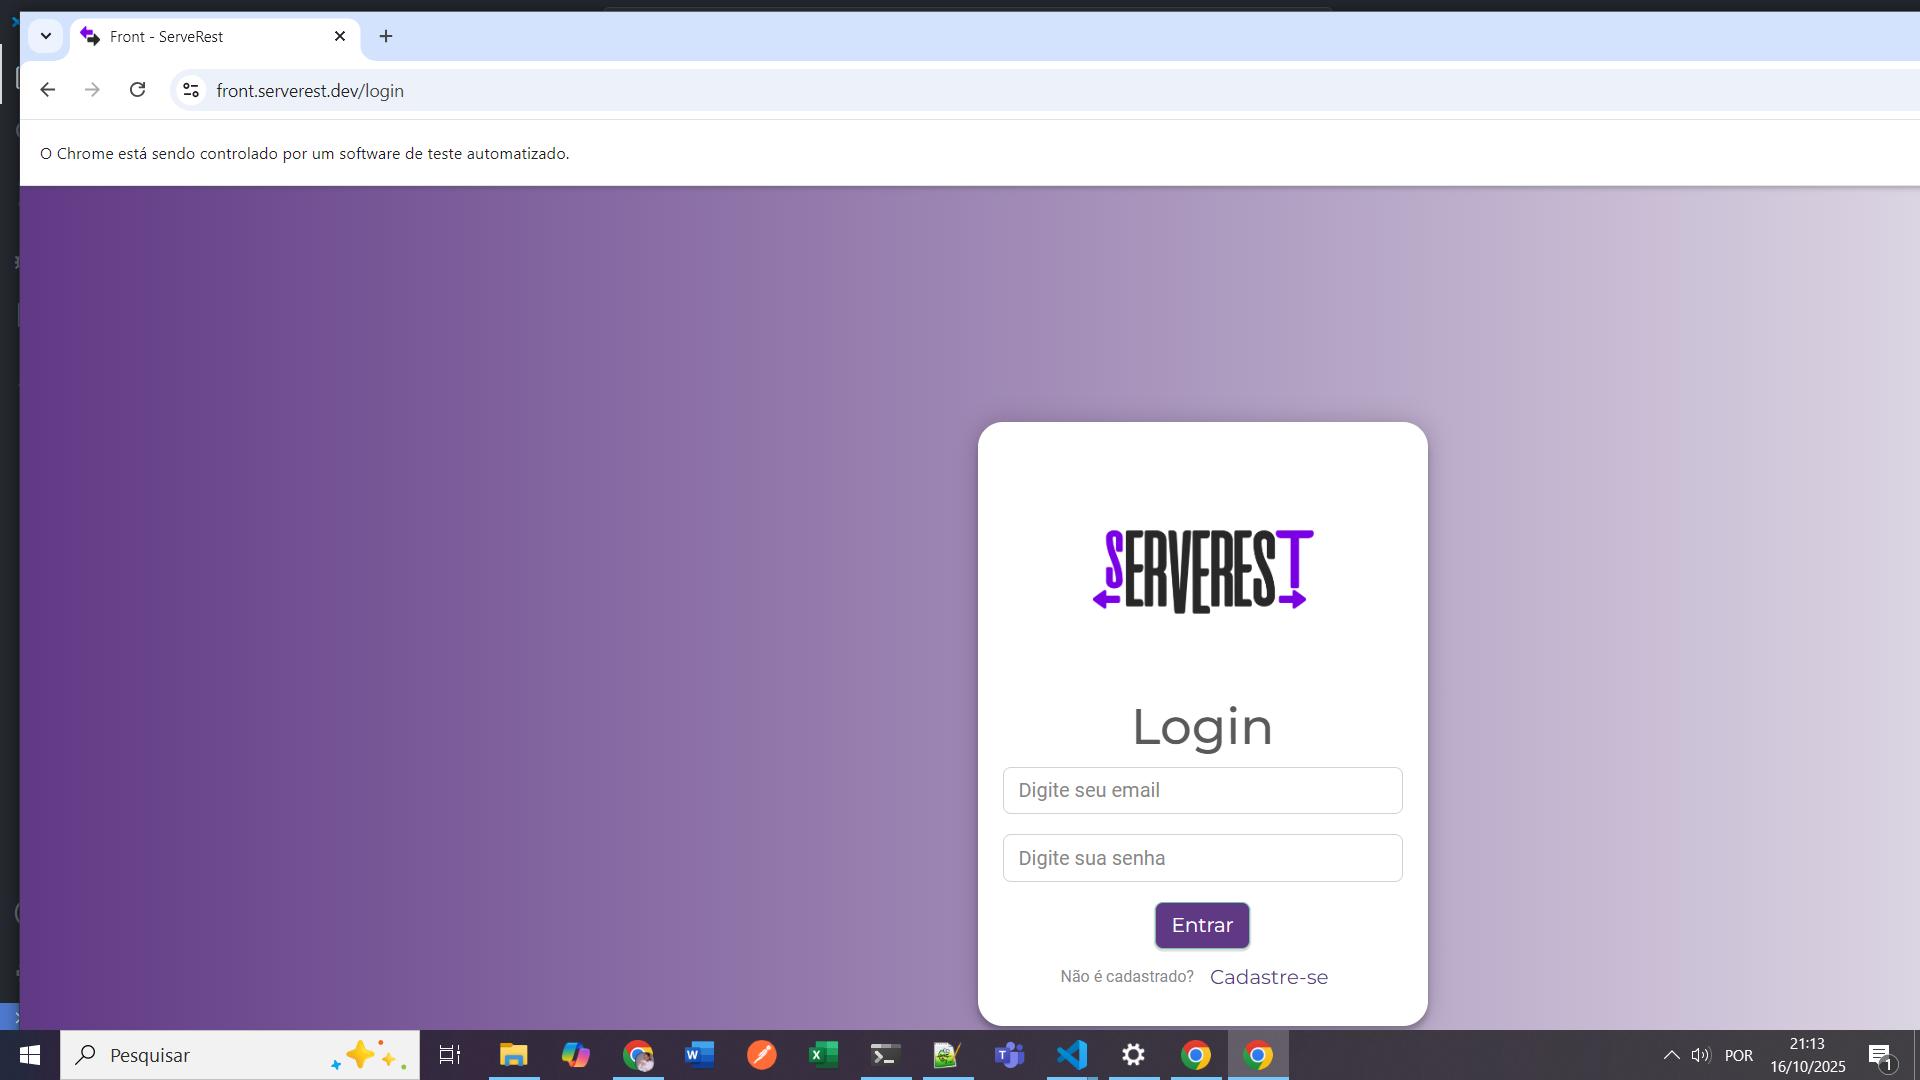 Front - ServeRest
front.serverest.dev/login
O Chrome está sendo controlado por um software de teste automatizado.
SERVEREST
Login
Digite seu email
Digite sua senha
Entrar
Não é cadastrado? Cadastre-se
Pesquisar
POR
21:13
16/10/2025
1